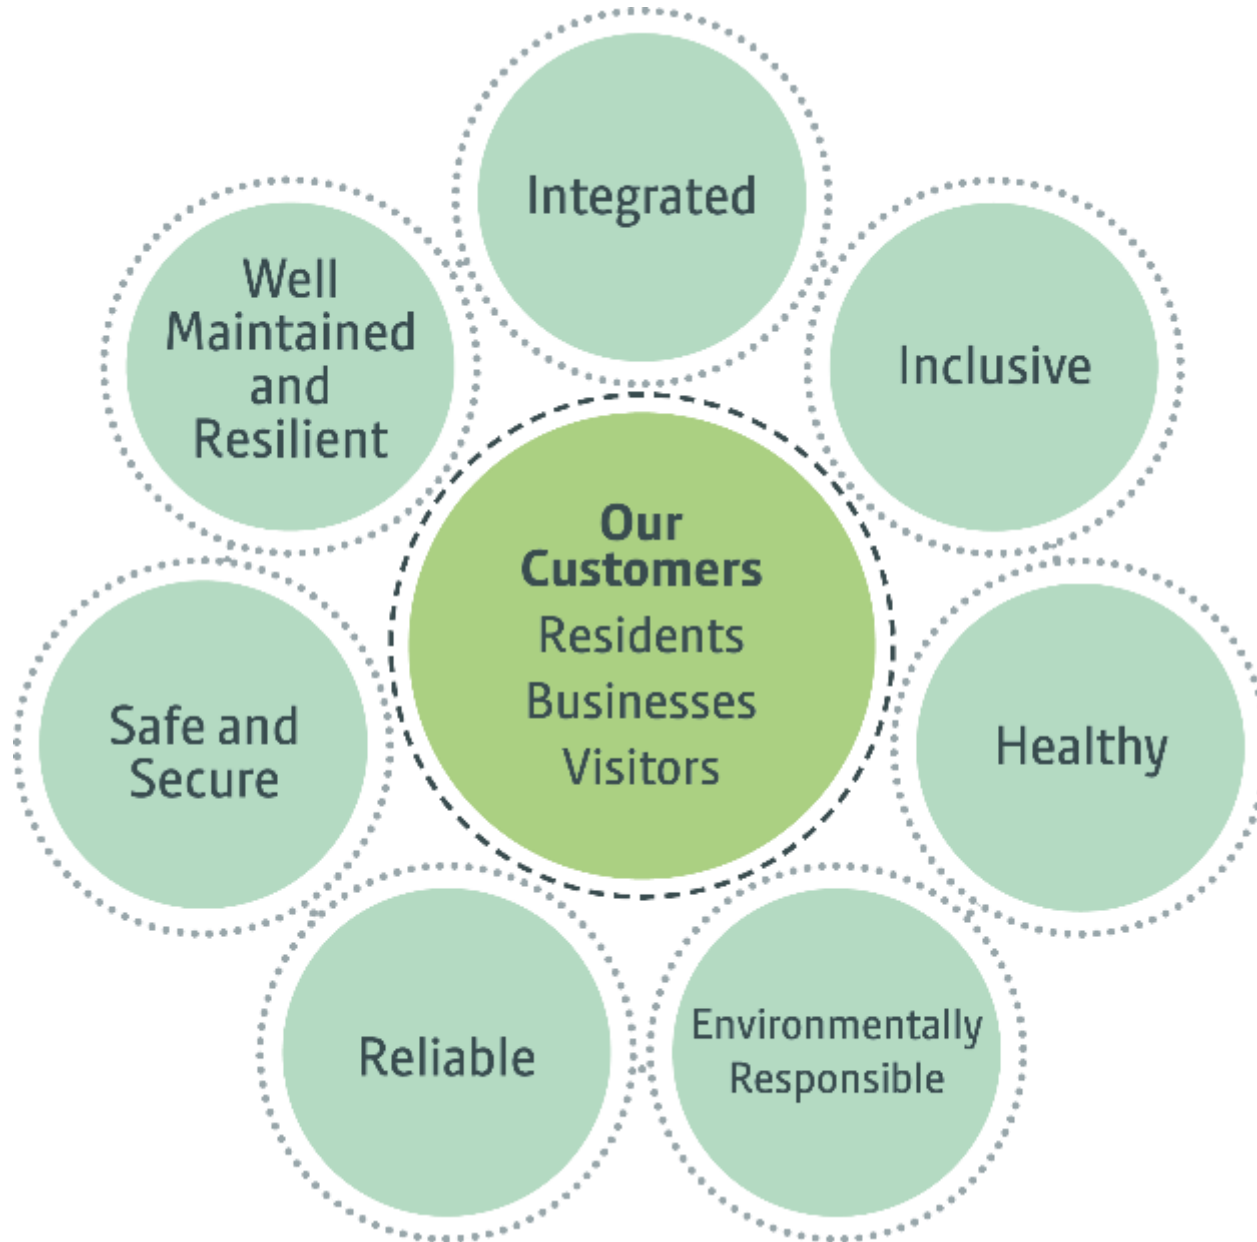 Integrated
Inclusive
Healthy
Environmentally
Responsible
Reliable
Safe and
Secure
Well
Maintained
and
Resilient
Our
Customers
Residents
Businesses
Visitors